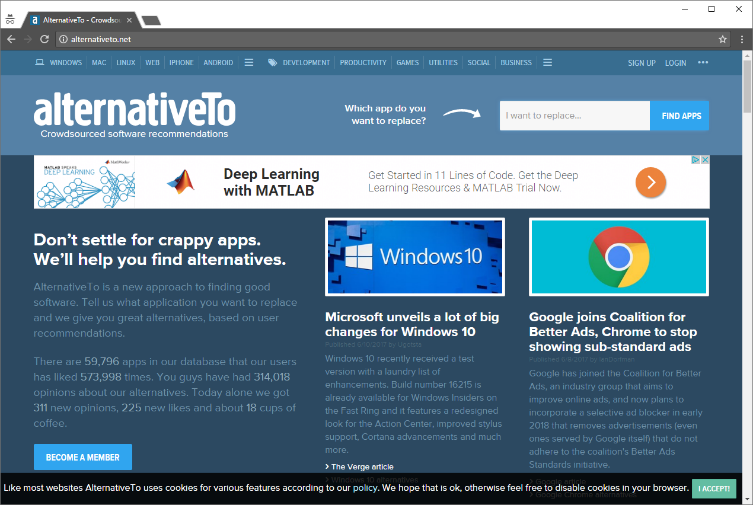 AlternativeTo - Crowdsou
alternativeto.net
WINDOWS MAC LINUX WEB IPHONE ANDROID DEVELOPMENT PRODUCTIVITY GAMES UTILITIES SOCIAL BUSINESS SIGN UP LOGIN
alternativeTo
Crowdsourced software recommendations
Which app do you
want to replace?
I want to replace...
FIND APPS
MATLAB SPEAKS
DEEP LEARNING
MathWorks
Deep Learning
with MATLAB
Get Started in 11 Lines of Code. Get the Deep
Learning Resources & MATLAB Trial Now.
Don't settle for crappy apps.
We'll help you find alternatives.
AlternativeTo is a new approach to finding good
software. Tell us what application you want to replace
and we give you great alternatives, based on user
recommendations.
There are 59,796 apps in our database that our users
has liked 573,998 times. You guys have had 314,018
opinions about our alternatives. Today alone we got
311 new opinions, 225 new likes and about 18 cups of
coffee.
BECOME A MEMBER
Windows 10
Microsoft unveils a lot of big
changes for Windows 10
Windows 10 recently received a test
version with a laundry list of
enhancements. Build number 16215 is
already available for Windows Insiders on
the Fast Ring and it features a redesigned
look for the Action Center, improved stylus
support, Cortana advancements and much
more.
> The Verge article
> Windows 10 alternatives
Google joins Coalition for
Better Ads, Chrome to stop
showing sub-standard ads
Google has joined the Coalition for Better
Ads, an industry group that aims to
improve online ads, and now plans to
incorporate a selective ad blocker in early
2018 that removes advertisements (even
ones served by Google itself) that do not
adhere to the coalition's Better Ads
Standards initiative.
> Google article
> Google Chrome alternatives
Like most websites AlternativeTo uses cookies for various features according to our policy. We hope that is ok, otherwise feel free to disable cookies in your browser.
I ACCEPT!